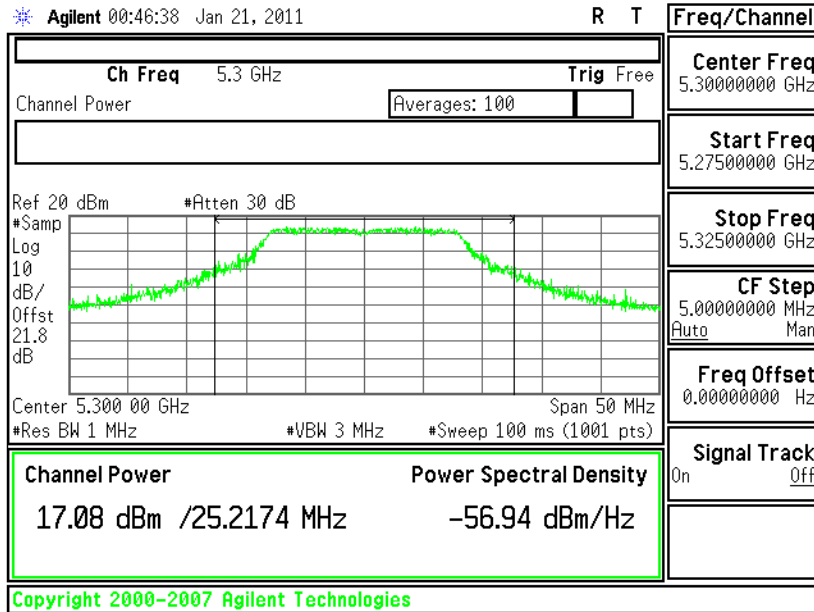 Agilent 00:46:38 Jan 21, 2011 R T
Freq/Channel
Ch Freq 5.3 GHz Trig Free
Channel Power Averages: 100
Center Freq
5.30000000 GHz
Start Freq
5.27500000 GHz
Stop Freq
5.32500000 GHz
CF Step
5.00000000 MHz
Auto Man
Freq Offset
0.00000000 Hz
Signal Track
On Off
Ref 20 dBm #Atten 30 dB
#Samp
Log
10
dB/
Offst
21.8
dB
Center 5.300 00 GHz Span 50 MHz
#Res BW 1 MHz #VBW 3 MHz #Sweep 100 ms (1001 pts)
Channel Power Power Spectral Density
17.08 dBm /25.2174 MHz -56.94 dBm/Hz
Copyright 2000-2007 Agilent Technologies